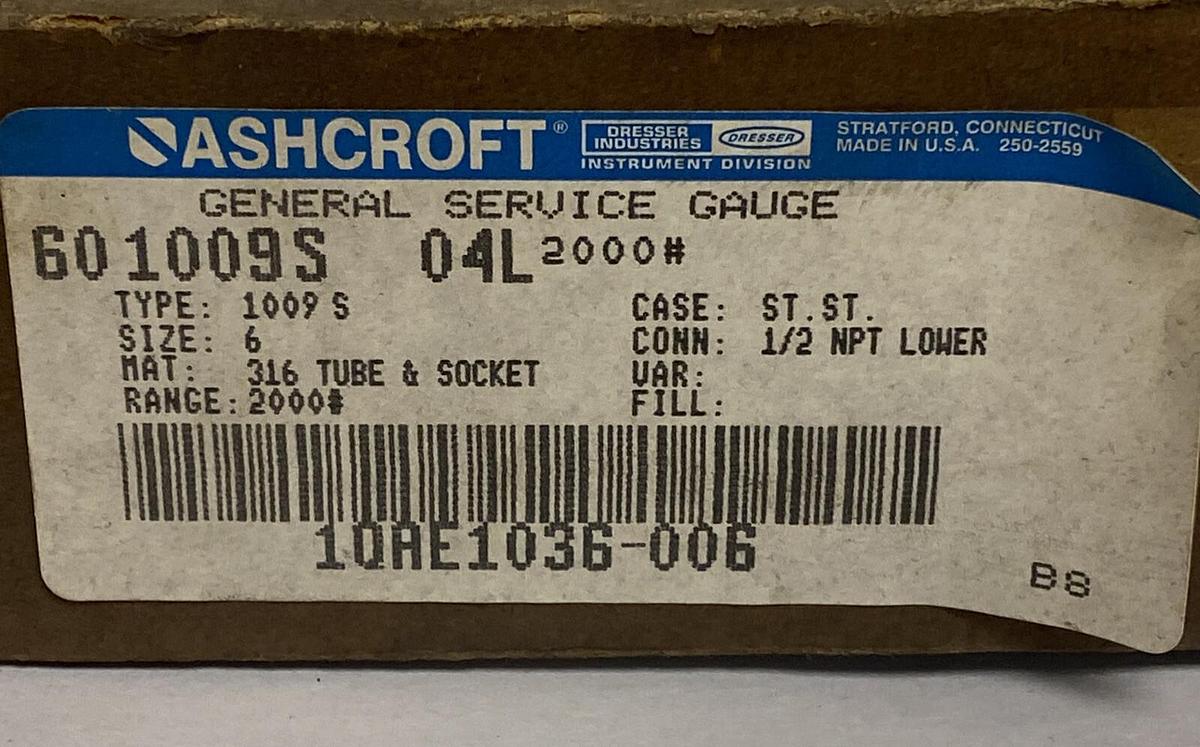 ASHCROFT® DRESSER INDUSTRIES DRESSER INSTRUMENT DIVISION
STRATFORD, CONNECTICUT
MADE IN U.S.A. 250-2559
GENERAL SERVICE GAUGE
601009S 04L 2000#
TYPE: 1009 S CASE: ST.ST.
SIZE: 6 CONN: 1/2 NPT LOWER
MAT: 316 TUBE & SOCKET VAR:
RANGE: 2000# FILL:
1QAE1036-006
B8